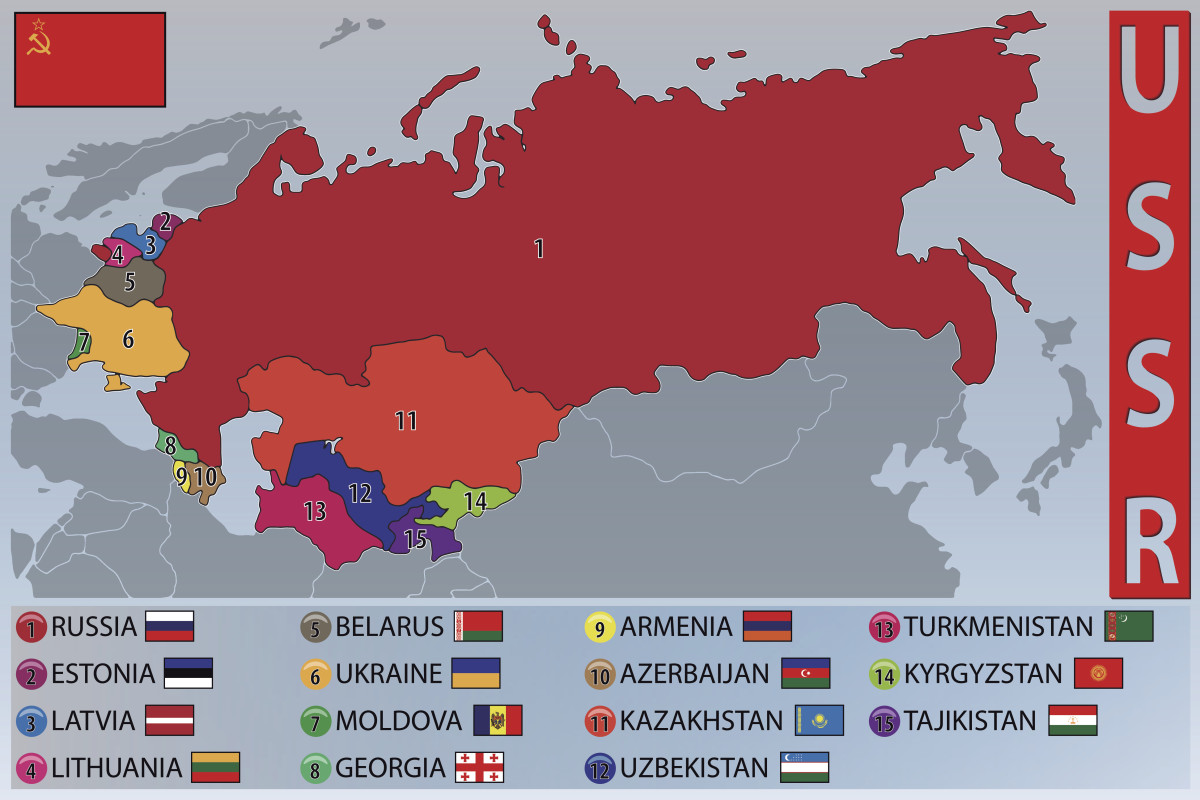 U
S
S
R
1
2
3
4
5
6
7
8
9
10
11
12
13
14
15
1 RUSSIA
2 ESTONIA
3 LATVIA
4 LITHUANIA
5 BELARUS
6 UKRAINE
7 MOLDOVA
8 GEORGIA
9 ARMENIA
10 AZERBAIJAN
11 KAZAKHSTAN
12 UZBEKISTAN
13 TURKMENISTAN
14 KYRGYZSTAN
15 TAJIKISTAN